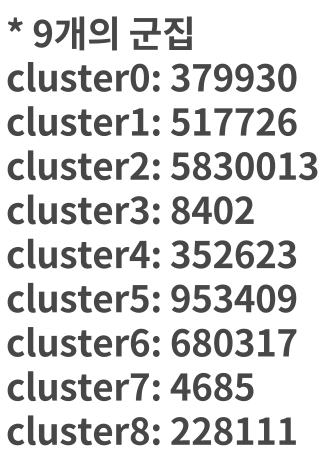 * 9개의 군집
cluster0: 379930
cluster1: 517726
cluster2: 5830013
cluster3: 8402
cluster4: 352623
cluster5: 953409
cluster6: 680317
cluster7: 4685
cluster8: 228111